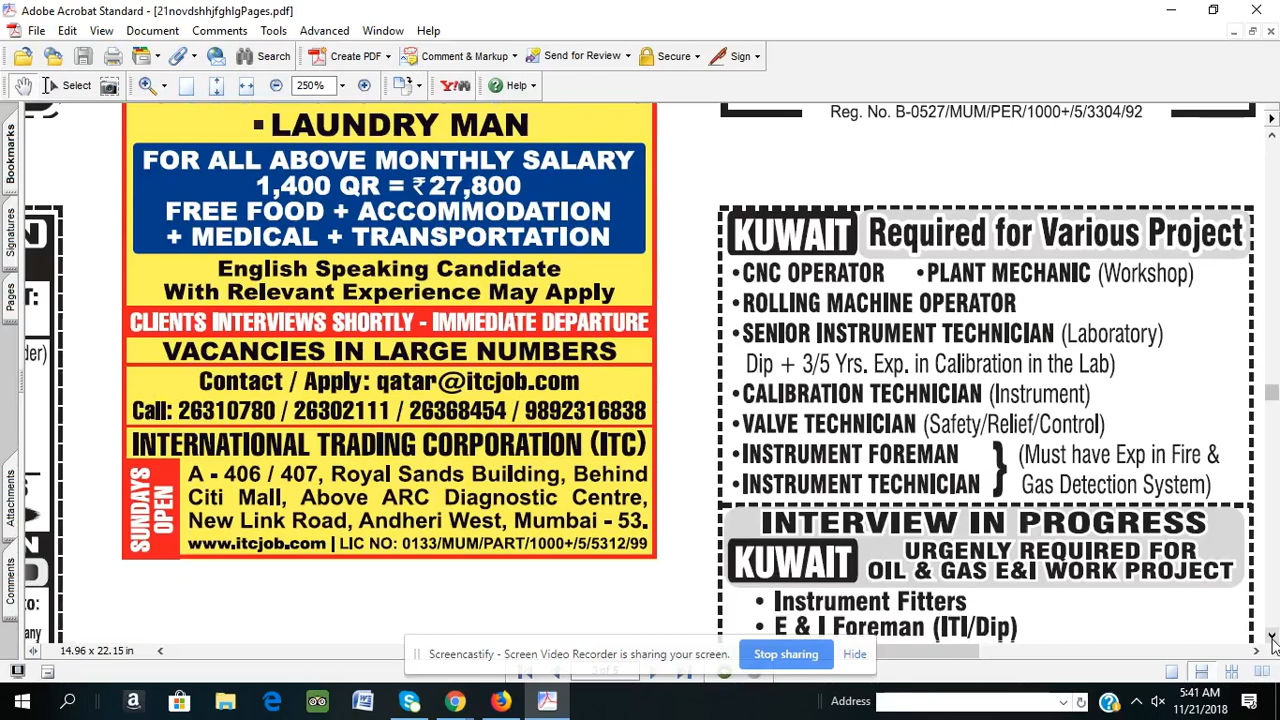 Adobe Acrobat Standard - [21novdshhjfghlgPages.pdf]
File Edit View Document Comments Tools Advanced Window Help
Search Create PDF Comment & Markup Send for Review Secure Sign
Select 250% Y! Help
Bookmarks
Signatures
Pages
Attachments
Comments
▪ LAUNDRY MAN
FOR ALL ABOVE MONTHLY SALARY
1,400 QR = ₹27,800
FREE FOOD + ACCOMMODATION
+ MEDICAL + TRANSPORTATION
English Speaking Candidate
With Relevant Experience May Apply
CLIENTS INTERVIEWS SHORTLY - IMMEDIATE DEPARTURE
VACANCIES IN LARGE NUMBERS
Contact / Apply: qatar@itcjob.com
Call: 26310780 / 26302111 / 26368454 / 9892316838
INTERNATIONAL TRADING CORPORATION (ITC)
SUNDAYS
OPEN
A - 406 / 407, Royal Sands Building, Behind
Citi Mall, Above ARC Diagnostic Centre,
New Link Road, Andheri West, Mumbai - 53.
www.itcjob.com | LIC NO: 0133/MUM/PART/1000+/5/5312/99
Reg. No. B-0527/MUM/PER/1000+/5/3304/92
KUWAIT Required for Various Project
•CNC OPERATOR •PLANT MECHANIC (Workshop)
•ROLLING MACHINE OPERATOR
•SENIOR INSTRUMENT TECHNICIAN (Laboratory)
Dip + 3/5 Yrs. Exp. in Calibration in the Lab)
•CALIBRATION TECHNICIAN (Instrument)
•VALVE TECHNICIAN (Safety/Relief/Control)
•INSTRUMENT FOREMAN (Must have Exp in Fire &
•INSTRUMENT TECHNICIAN Gas Detection System)
INTERVIEW IN PROGRESS
KUWAIT URGENLY REQUIRED FOR
OIL & GAS E&I WORK PROJECT
• Instrument Fitters
• E & I Foreman (ITI/Dip)
Screencastify - Screen Video Recorder is sharing your screen. Stop sharing Hide
14.96 x 22.15 in
3 of 5
Address
5:41 AM
11/21/2018